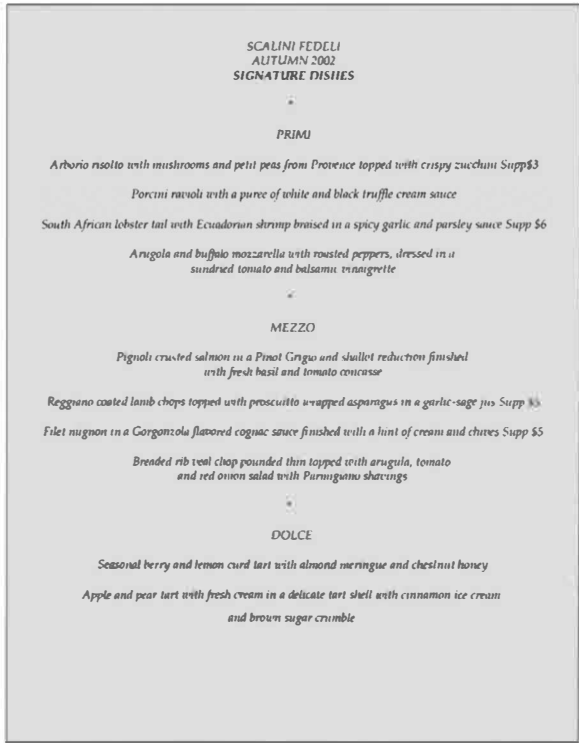 SCALINI FEDELI
AUTUMN 2002
SIGNATURE DISHES
PRIMI
Arborio risotto with mushrooms and petit peas from Provence topped with crispy zucchini Supp$3
Porcini ravioli with a puree of white and black truffle cream sauce
South African lobster tail with Ecuadorian shrimp braised in a spicy garlic and parsley sauce Supp $6
Arugola and buffalo mozzarella with roasted peppers, dressed in a
sundried tomato and balsamic vinaigrette
MEZZO
Pignoli crusted salmon in a Pinot Grigio and shallot reduction finished
with fresh basil and tomato concasse
Reggiano coated lamb chops topped with proscuitto wrapped asparagus in a garlic-sage jus Supp $5
Filet mignon in a Gorgonzola flavored cognac sauce finished with a hint of cream and chives Supp $5
Breaded rib veal chop pounded thin topped with arugula, tomato
and red onion salad with Parmigiano shavings
DOLCE
Seasonal berry and lemon curd tart with almond meringue and chestnut honey
Apple and pear tart with fresh cream in a delicate tart shell with cinnamon ice cream
and brown sugar crumble